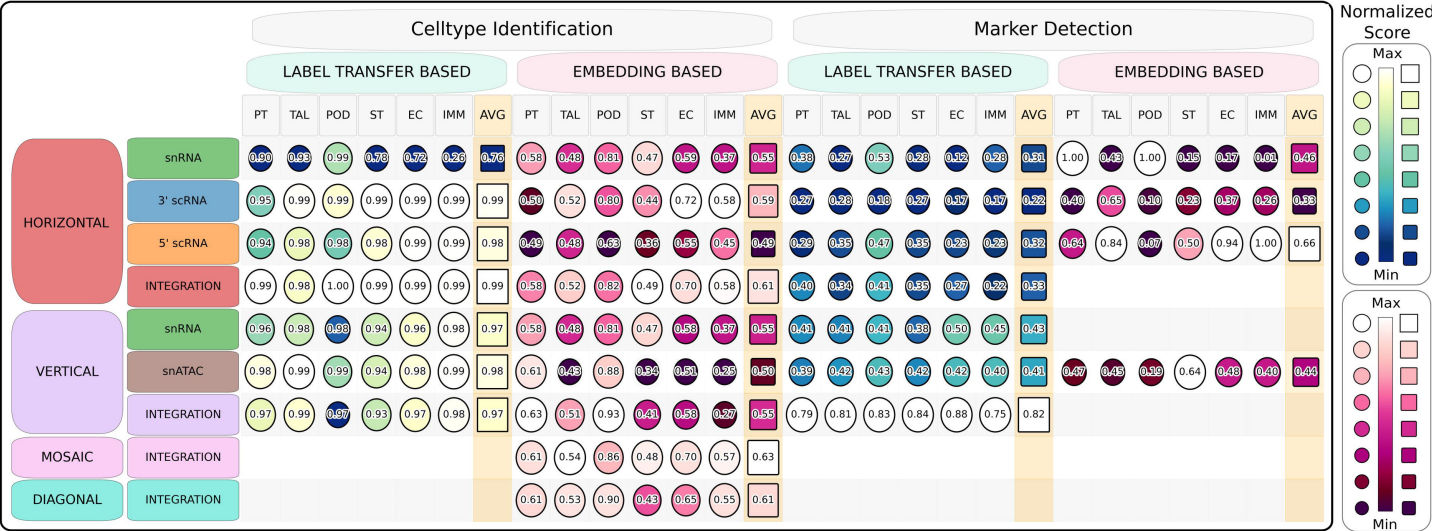 Celltype Identification Marker Detection
LABEL TRANSFER BASED EMBEDDING BASED LABEL TRANSFER BASED EMBEDDING BASED
PT TAL POD ST EC IMM AVG PT TAL POD ST EC IMM AVG PT TAL POD ST EC IMM AVG PT TAL POD ST EC IMM AVG
HORIZONTAL
snRNA 0.90 0.93 0.99 0.78 0.72 0.26 0.76 0.58 0.48 0.81 0.47 0.59 0.37 0.55 0.38 0.27 0.53 0.28 0.12 0.28 0.31 1.00 0.43 1.00 0.15 0.17 0.01 0.46
3' scRNA 0.95 0.99 0.99 0.99 0.99 0.99 0.99 0.50 0.52 0.80 0.44 0.72 0.58 0.59 0.27 0.28 0.18 0.27 0.17 0.17 0.22 0.40 0.65 0.10 0.23 0.37 0.26 0.33
5' scRNA 0.94 0.98 0.98 0.98 0.99 0.99 0.98 0.49 0.48 0.63 0.36 0.55 0.45 0.49 0.29 0.35 0.47 0.35 0.23 0.23 0.32 0.64 0.84 0.07 0.50 0.94 1.00 0.66
INTEGRATION 0.99 0.98 1.00 0.99 0.99 0.99 0.99 0.58 0.52 0.82 0.49 0.70 0.58 0.61 0.40 0.34 0.41 0.35 0.27 0.22 0.33
VERTICAL
snRNA 0.96 0.98 0.98 0.94 0.96 0.98 0.97 0.58 0.48 0.81 0.47 0.58 0.37 0.55 0.41 0.41 0.41 0.38 0.50 0.45 0.43
snATAC 0.98 0.99 0.99 0.94 0.98 0.99 0.98 0.61 0.43 0.88 0.34 0.51 0.25 0.50 0.39 0.42 0.43 0.42 0.42 0.40 0.41 0.47 0.45 0.19 0.64 0.48 0.40 0.44
INTEGRATION 0.97 0.99 0.97 0.93 0.97 0.98 0.97 0.63 0.51 0.93 0.41 0.58 0.27 0.55 0.79 0.81 0.83 0.84 0.88 0.75 0.82
MOSAIC INTEGRATION 0.61 0.54 0.86 0.48 0.70 0.57 0.63
DIAGONAL INTEGRATION 0.61 0.53 0.90 0.43 0.65 0.55 0.61
Normalized
Score
Max
Min
Max
Min